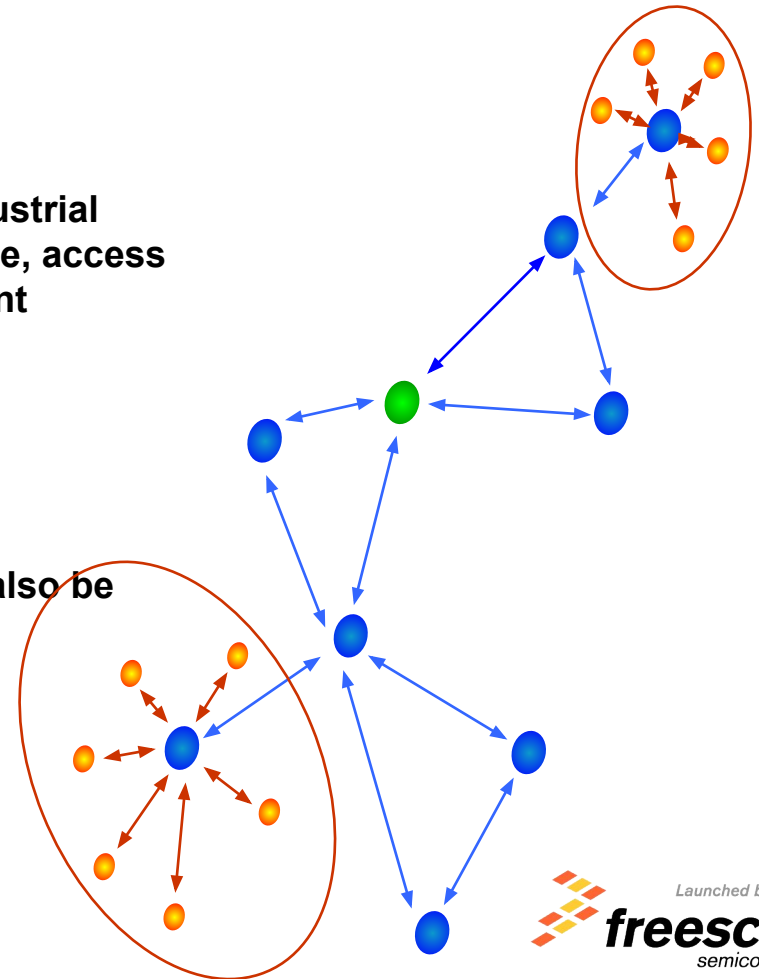 ustrial
e, access
nt
also be
Launched b
freesc
semico